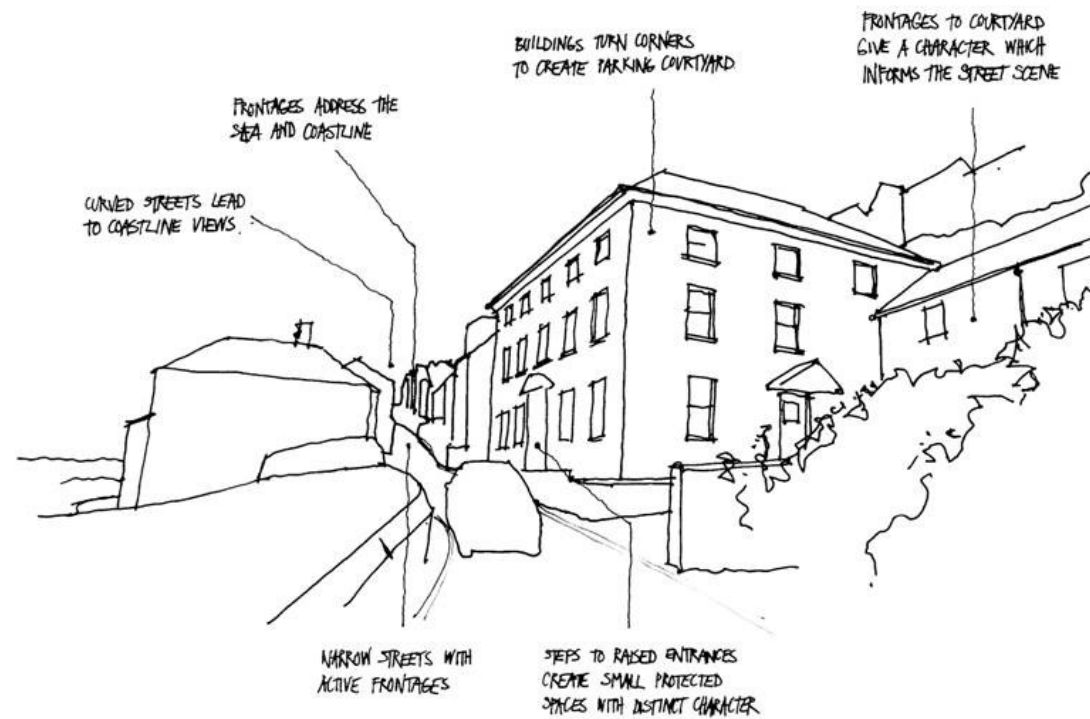 FRONTAGES TO COURTYARD
GIVE A CHARACTER WHICH
INFORMS THE STREET SCENE
BUILDINGS TURN CORNERS
TO CREATE PARKING COURTYARD
FRONTAGES ADDRESS THE
SEA AND COASTLINE
CURVED STREETS LEAD
TO COASTLINE VIEWS.
NARROW STREETS WITH
ACTIVE FRONTAGES
STEPS TO RAISED ENTRANCES
CREATE SMALL PROTECTED
SPACES WITH DISTINCT CHARACTER